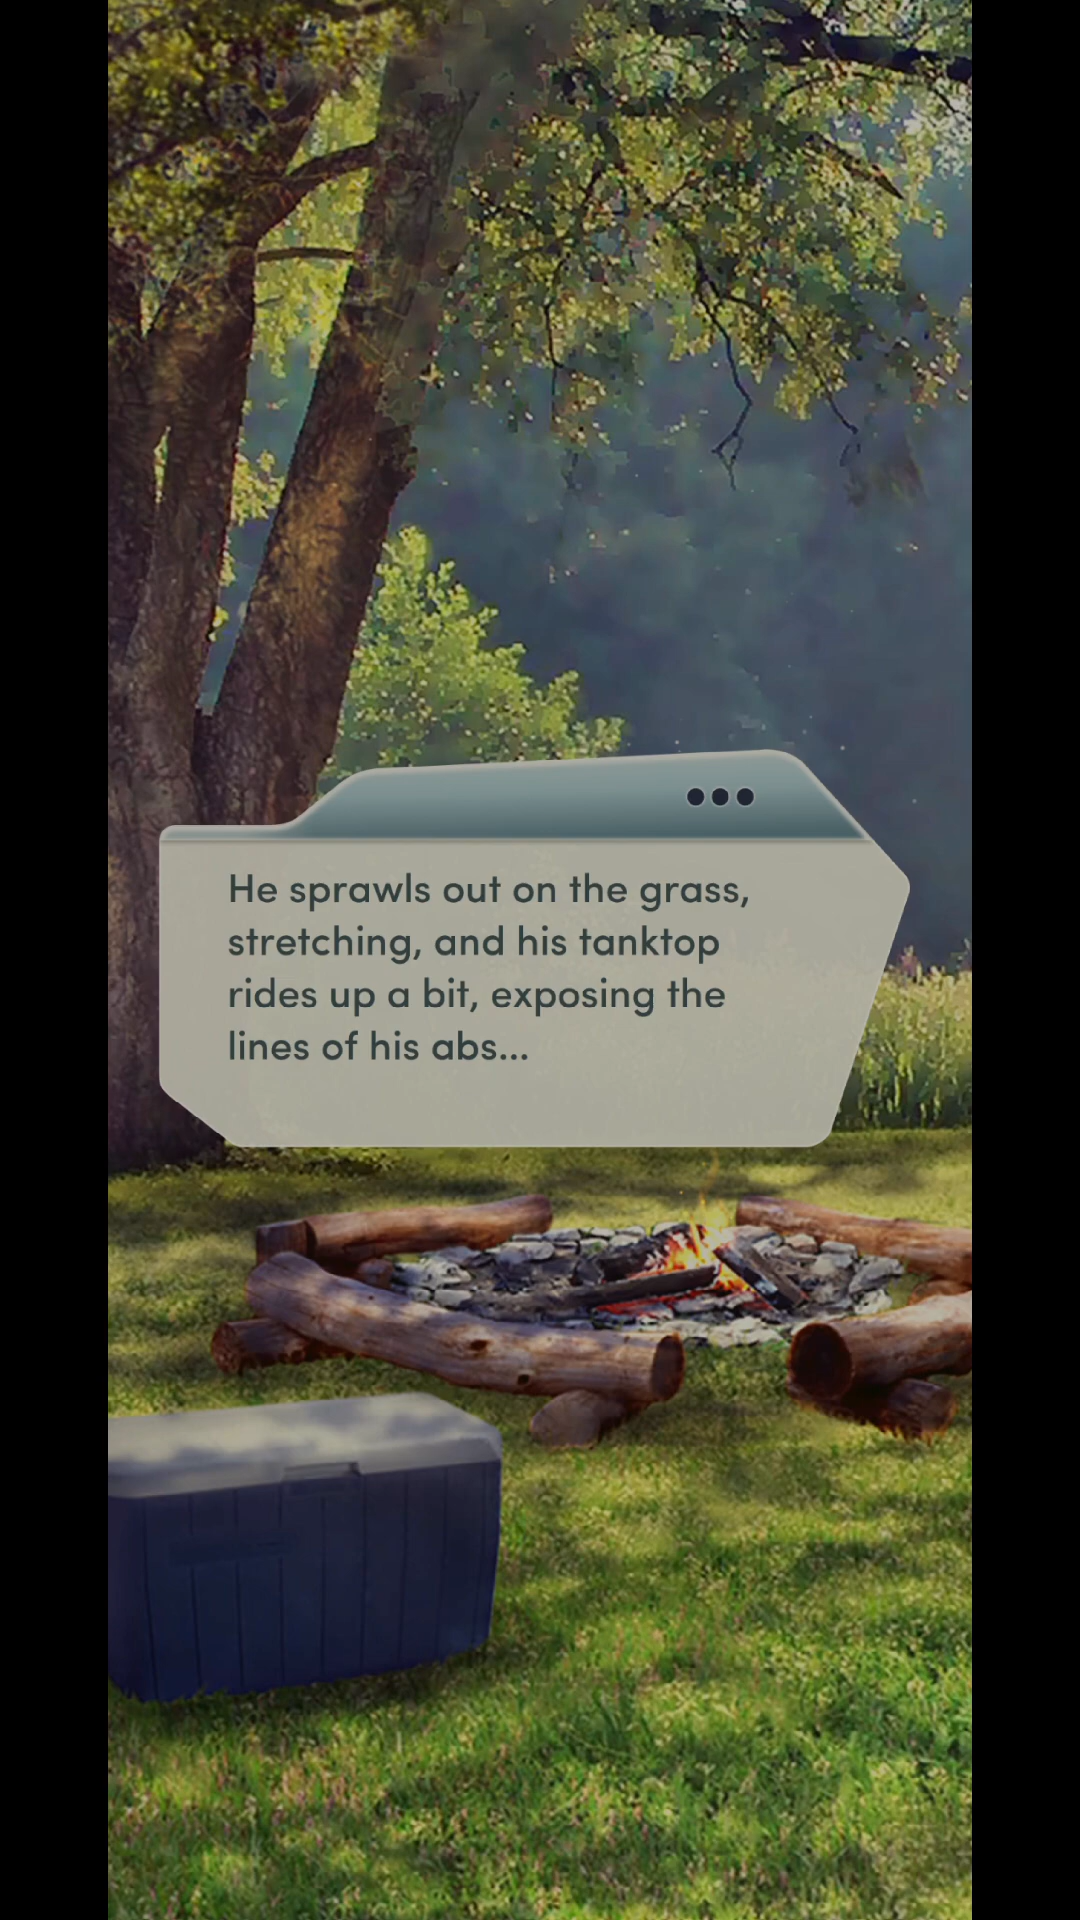 He sprawls out on the grass,
stretching, and his tanktop
rides up a bit, exposing the
lines of his abs...